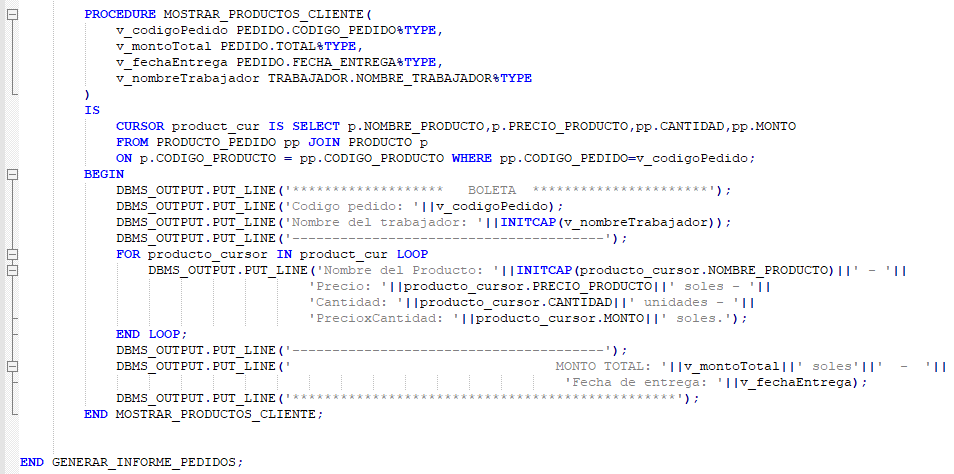 PROCEDURE MOSTRAR_PRODUCTOS_CLIENTE(
v_codigoPedido PEDIDO.CODIGO_PEDIDO%TYPE,
v_montoTotal PEDIDO.TOTAL%TYPE,
v_fechaEntrega PEDIDO.FECHA_ENTREGA%TYPE,
v_nombreTrabajador TRABAJADOR.NOMBRE_TRABAJADOR%TYPE
)
IS
CURSOR product_cur IS SELECT p.NOMBRE_PRODUCTO,p.PRECIO_PRODUCTO,pp.CANTIDAD,pp.MONTO
FROM PRODUCTO_PEDIDO pp JOIN PRODUCTO p
ON p.CODIGO_PRODUCTO = pp.CODIGO_PRODUCTO WHERE pp.CODIGO_PEDIDO=v_codigoPedido;
BEGIN
DBMS_OUTPUT.PUT_LINE('*******************   BOLETA  **********************');
DBMS_OUTPUT.PUT_LINE('Codigo pedido: '||v_codigoPedido);
DBMS_OUTPUT.PUT_LINE('Nombre del trabajador: '||INITCAP(v_nombreTrabajador));
DBMS_OUTPUT.PUT_LINE('---------------------------------------');
FOR producto_cursor IN product_cur LOOP
DBMS_OUTPUT.PUT_LINE('Nombre del Producto: '||INITCAP(producto_cursor.NOMBRE_PRODUCTO)||' - '||
'Precio: '||producto_cursor.PRECIO_PRODUCTO||' soles - '||
'Cantidad: '||producto_cursor.CANTIDAD||' unidades - '||
'PrecioxCantidad: '||producto_cursor.MONTO||' soles.');
END LOOP;
DBMS_OUTPUT.PUT_LINE('---------------------------------------');
DBMS_OUTPUT.PUT_LINE('                                 MONTO TOTAL: '||v_montoTotal||' soles'||'  -  '||
'Fecha de entrega: '||v_fechaEntrega);
DBMS_OUTPUT.PUT_LINE('************************************************');
END MOSTRAR_PRODUCTOS_CLIENTE;
END GENERAR_INFORME_PEDIDOS;